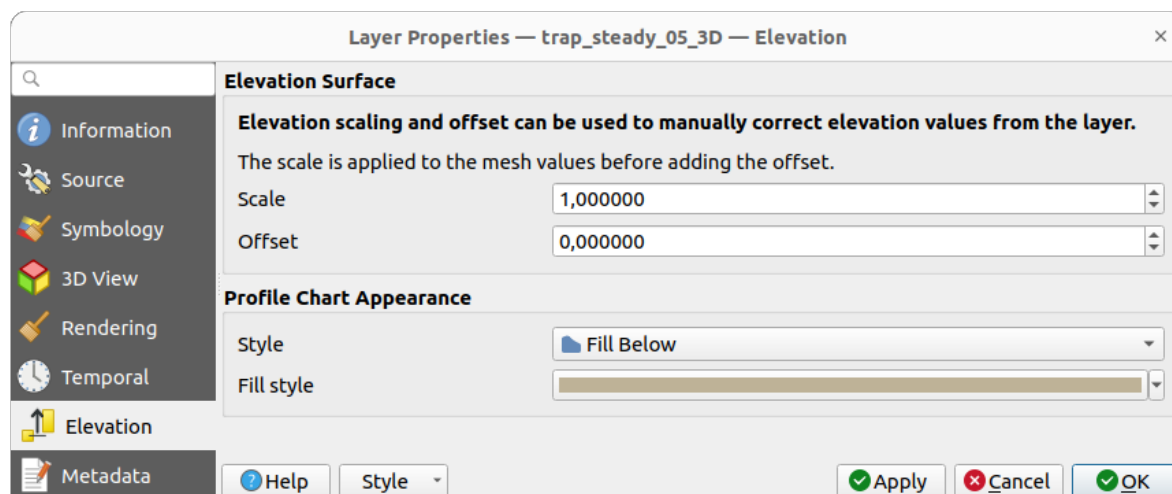 Layer Properties — trap_steady_05_3D — Elevation
Information
Source
Symbology
3D View
Rendering
Temporal
Elevation
Metadata
Elevation Surface
Elevation scaling and offset can be used to manually correct elevation values from the layer.
The scale is applied to the mesh values before adding the offset.
Scale 1,000000
Offset 0,000000
Profile Chart Appearance
Style Fill Below
Fill style
Help Style Apply Cancel OK